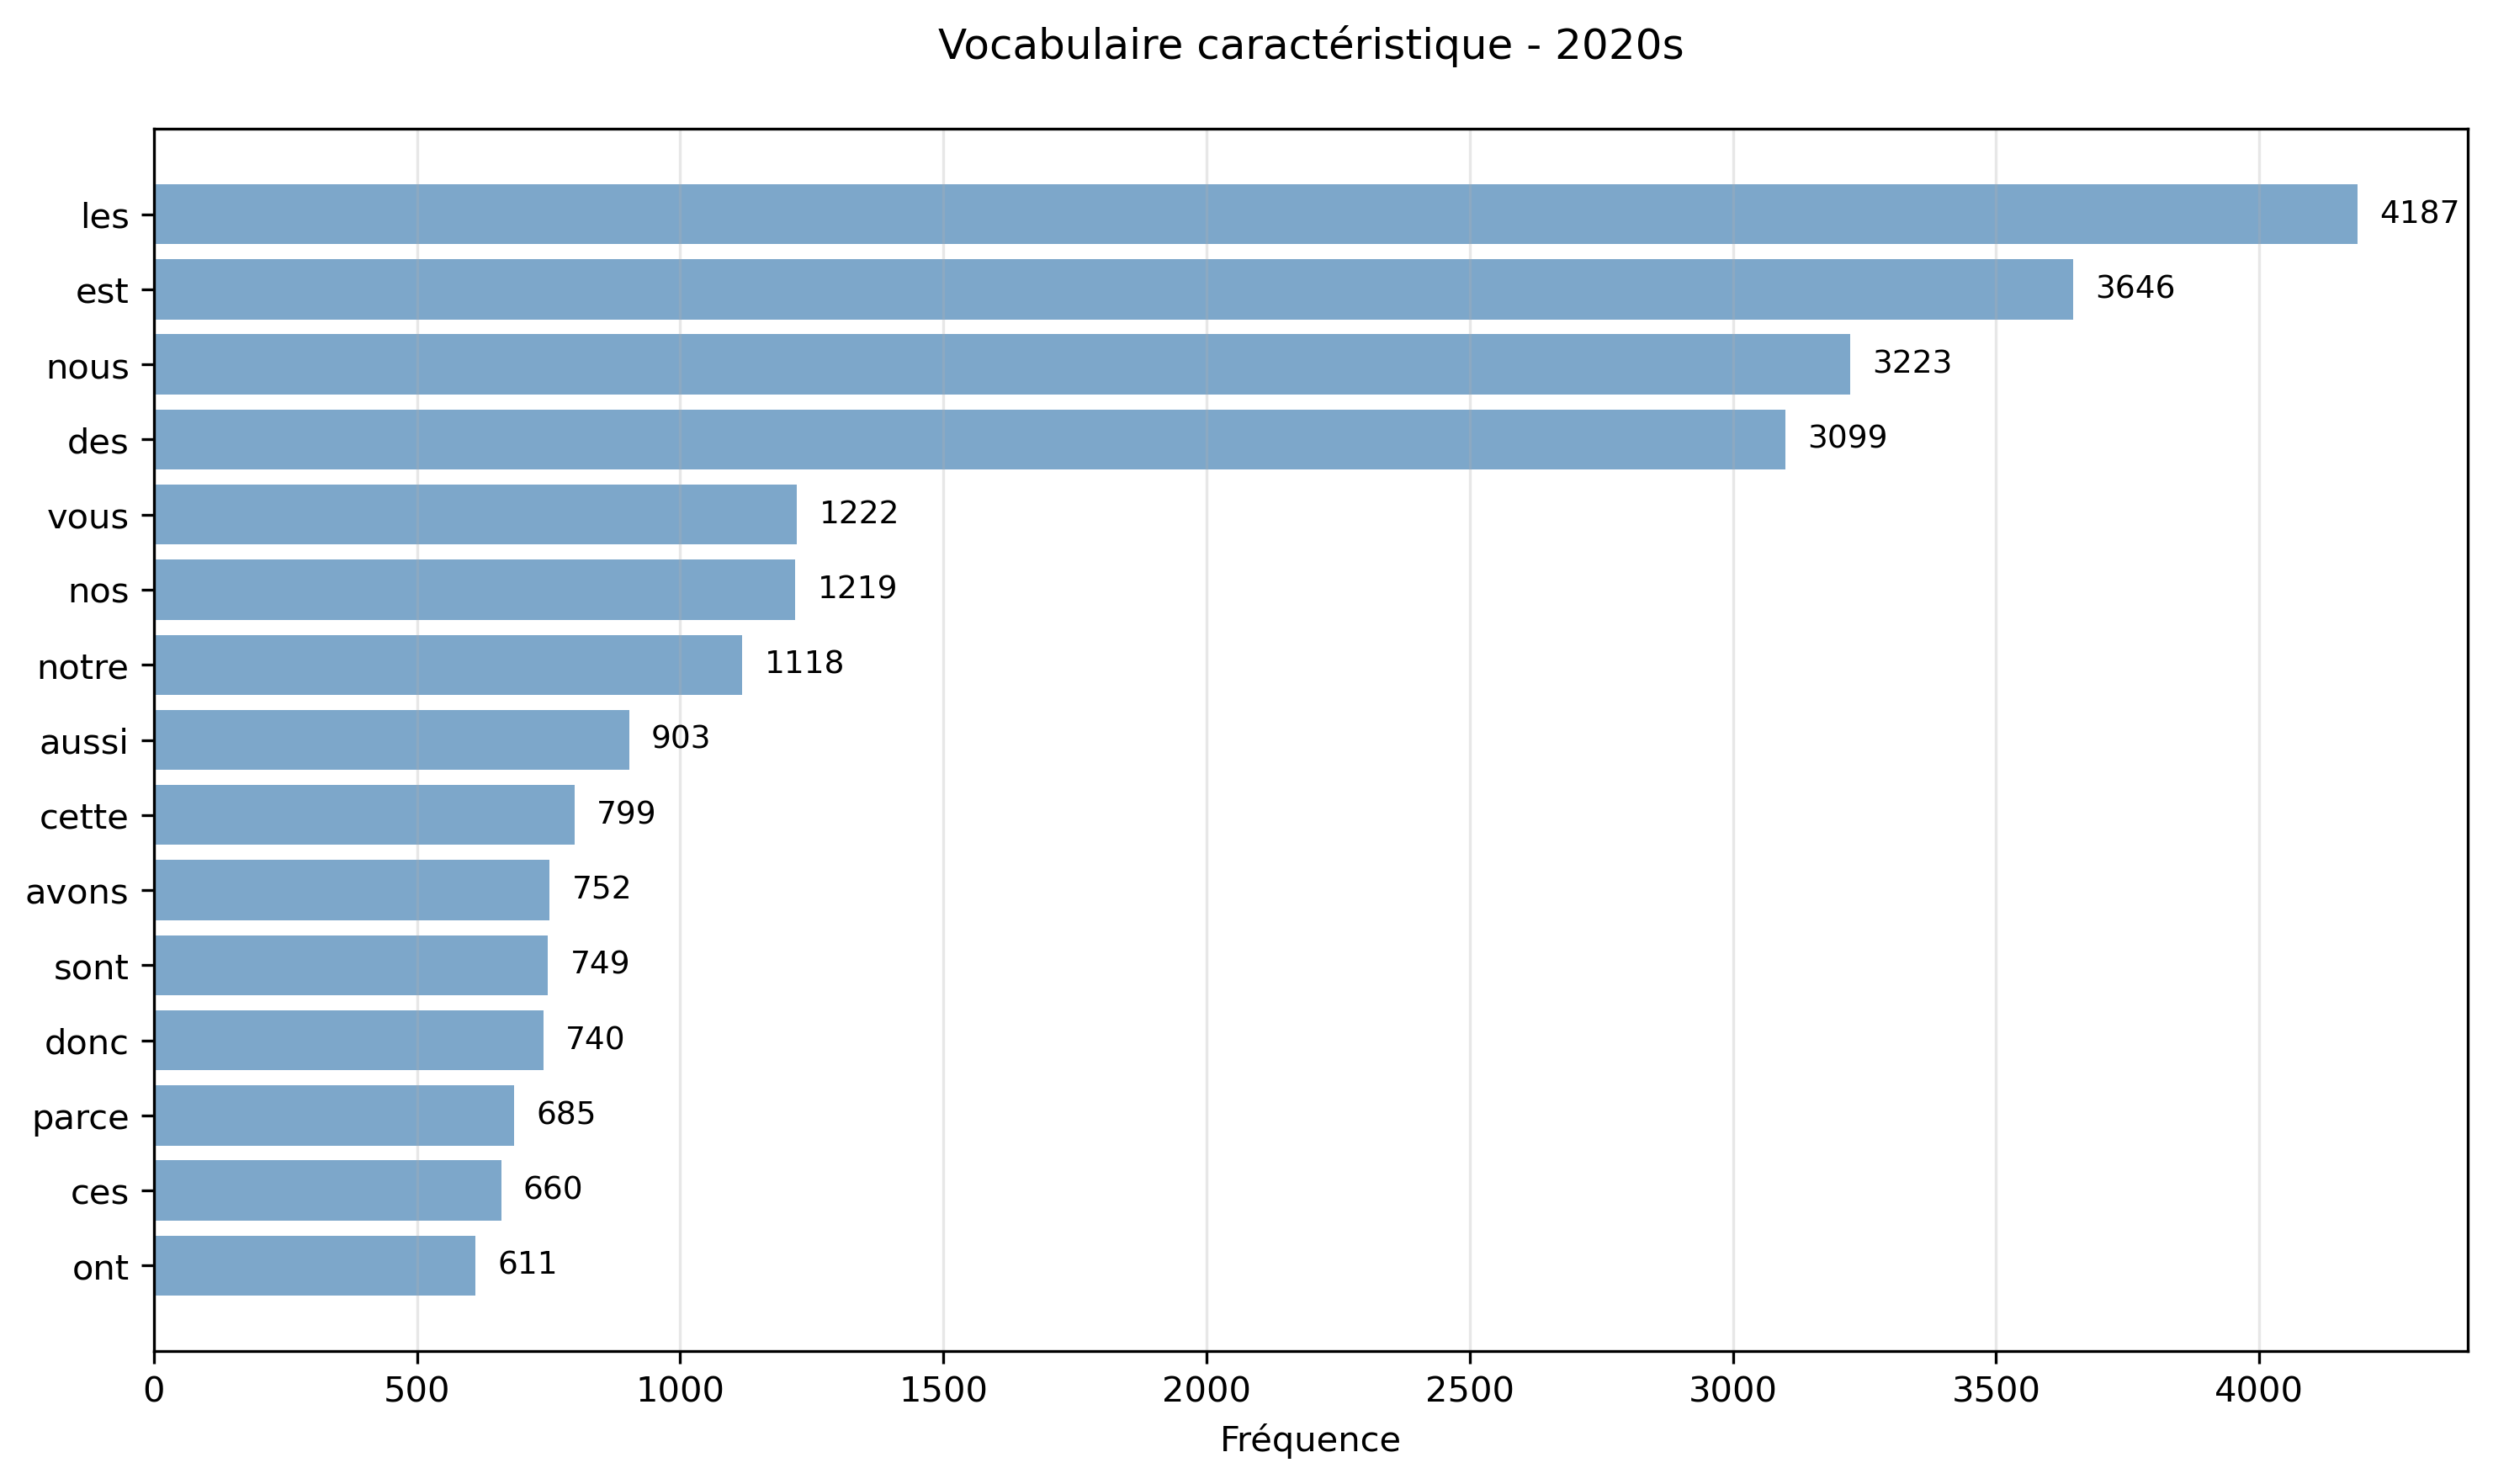 Vocabulaire caractéristique - 2020s
les 4187
est 3646
nous 3223
des 3099
vous 1222
nos 1219
notre 1118
aussi 903
cette 799
avons 752
sont 749
donc 740
parce 685
ces 660
ont 611
0 500 1000 1500 2000 2500 3000 3500 4000
Fréquence